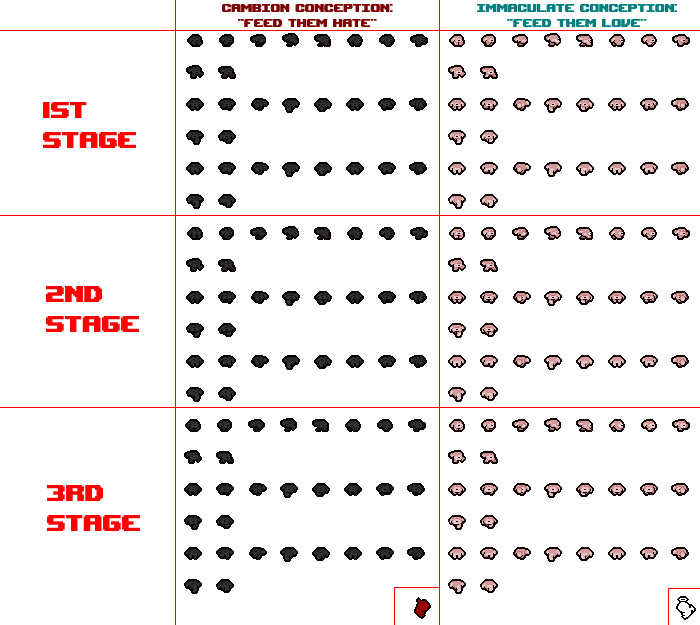 CAMBION CONCEPTION:
"FEED THEM HATE"
IMMACULATE CONCEPTION:
"FEED THEM LOVE"
1ST
STAGE
2ND
STAGE
3RD
STAGE